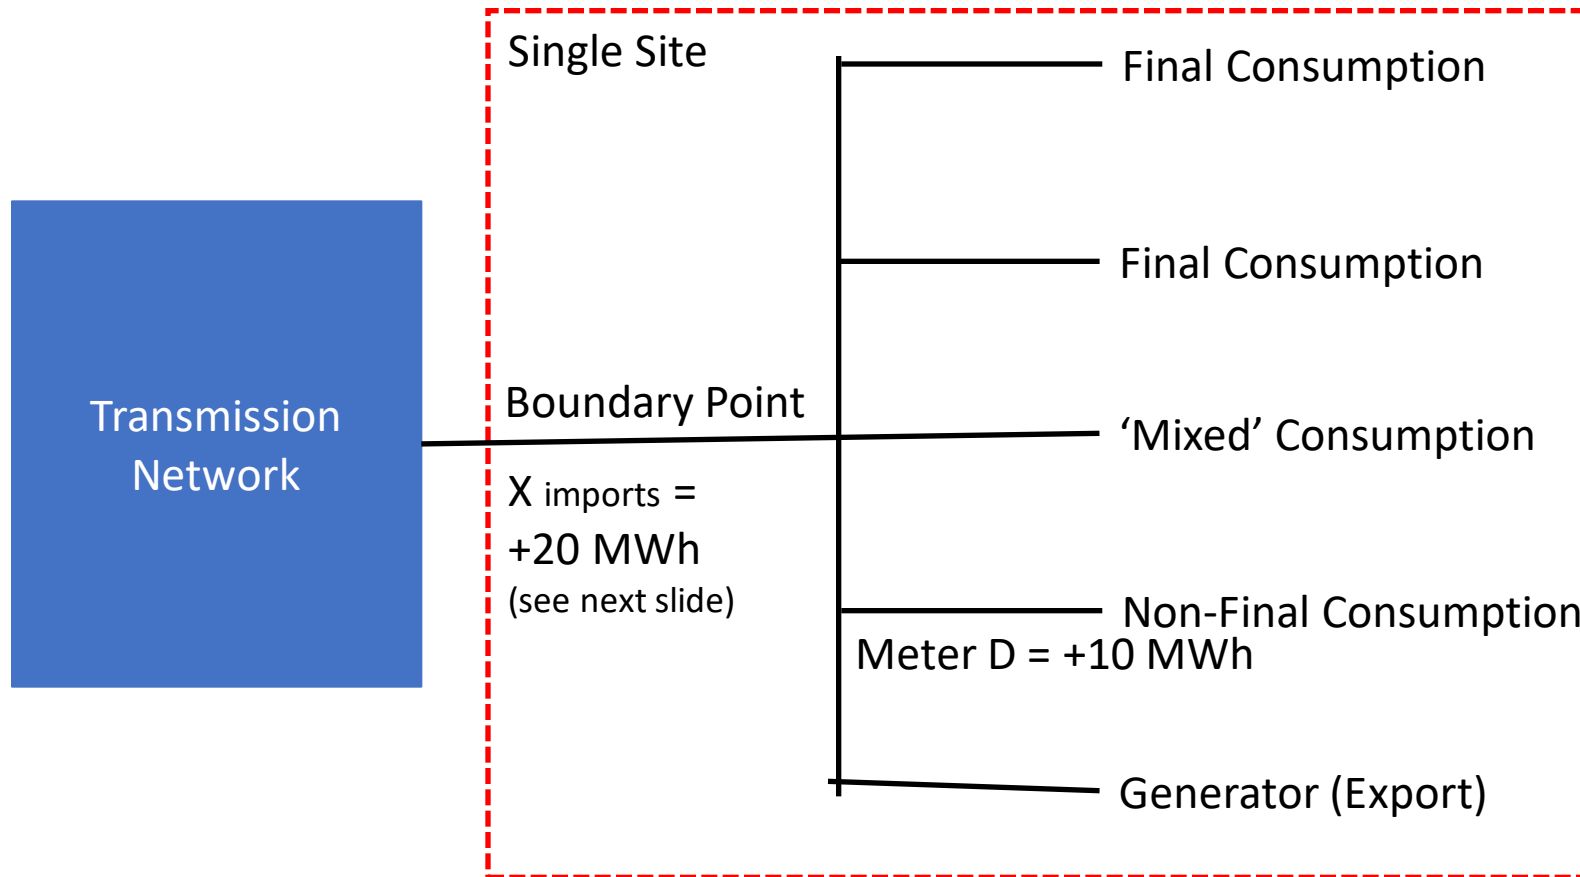 Single Site
Final Consumption
Final Consumption
Transmission
Network
Boundary Point
‘Mixed’ Consumption
X imports =
+20 MWh
(see next slide)
Non-Final Consumption
Meter D = +10 MWh
Generator (Export)